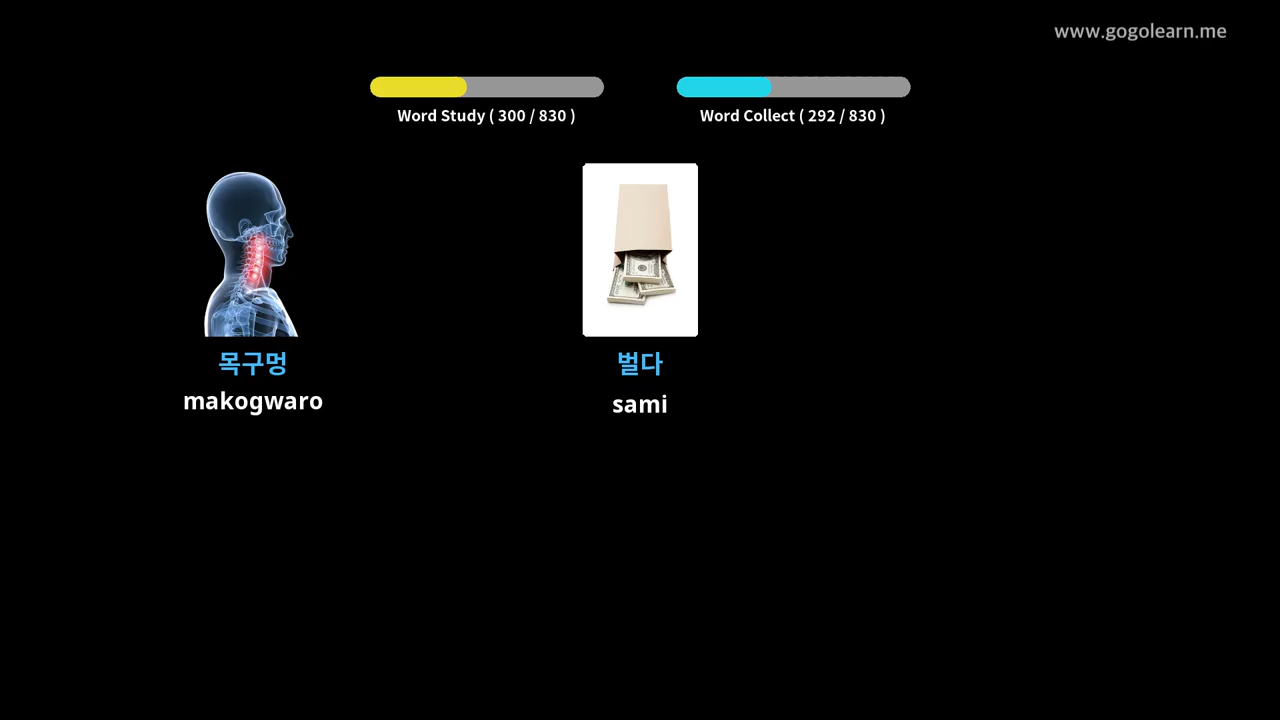 www.gogolearn.me
Word Study ( 300 / 830 )
Word Collect ( 292 / 830 )
목구멍
makogwaro
벌다
sami